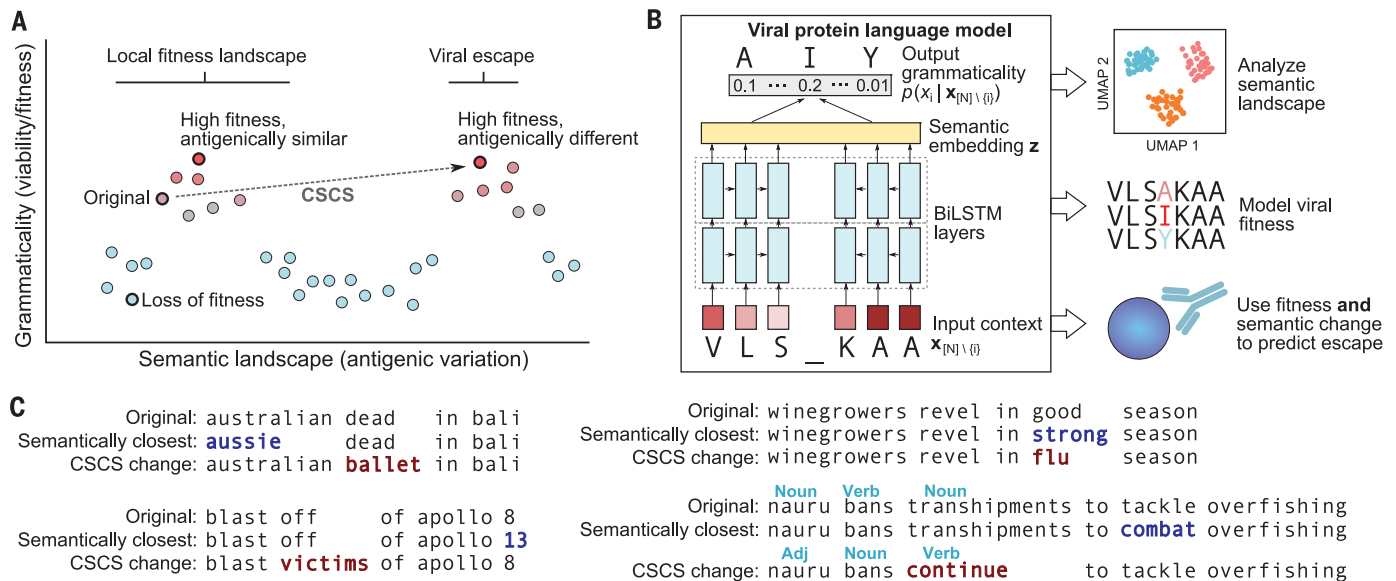 A
Grammaticality (viability/fitness)
Local fitness landscape
Viral escape
High fitness,
antigenically similar
High fitness,
antigenically different
Original
CSCS
Loss of fitness
Semantic landscape (antigenic variation)
B
Viral protein language model
A I Y
0.1 ··· 0.2 ··· 0.01
Output
grammaticality
p(x_i | x_{[N] \ {i}})
Semantic
embedding z
BiLSTM
layers
Input context
x_{[N] \ {i}}
V L S _ K A A
UMAP 2
UMAP 1
Analyze
semantic
landscape
VLSAKAA
VLSIKAA
VLSYKAA
Model viral
fitness
Use fitness and
semantic change
to predict escape
C
Original: australian dead in bali
Semantically closest: aussie dead in bali
CSCS change: australian ballet in bali
Original: blast off of apollo 8
Semantically closest: blast off of apollo 13
CSCS change: blast victims of apollo 8
Original: winegrowers revel in good season
Semantically closest: winegrowers revel in strong season
CSCS change: winegrowers revel in flu season
Noun Verb Noun
Original: nauru bans transhipments to tackle overfishing
Semantically closest: nauru bans transhipments to combat overfishing
Adj Noun Verb
CSCS change: nauru bans continue to tackle overfishing